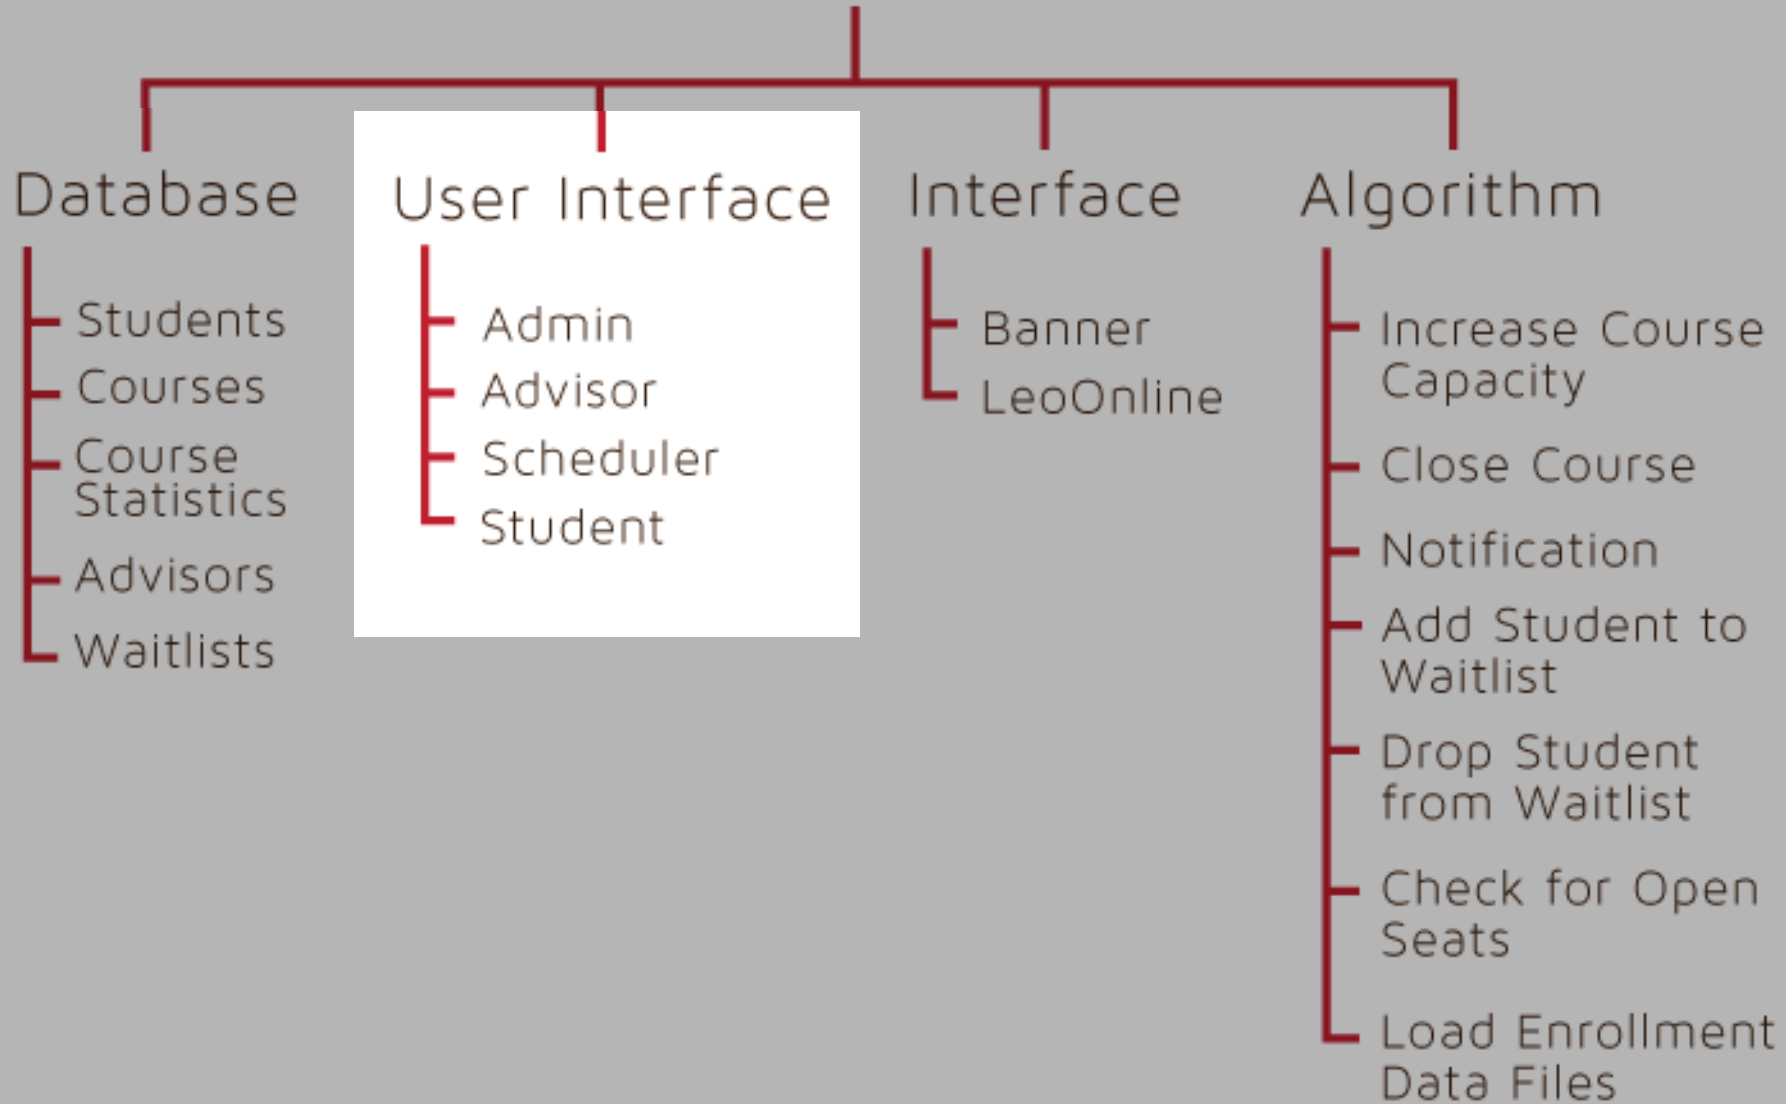 Database
Students
Courses
Course
Statistics
Advisors
Waitlists
User Interface
Admin
Advisor
Scheduler
Student
Interface
Banner
LeoOnline
Algorithm
Increase Course
Capacity
Close Course
Notification
Add Student to
Waitlist
Drop Student
from Waitlist
Check for Open
Seats
Load Enrollment
Data Files